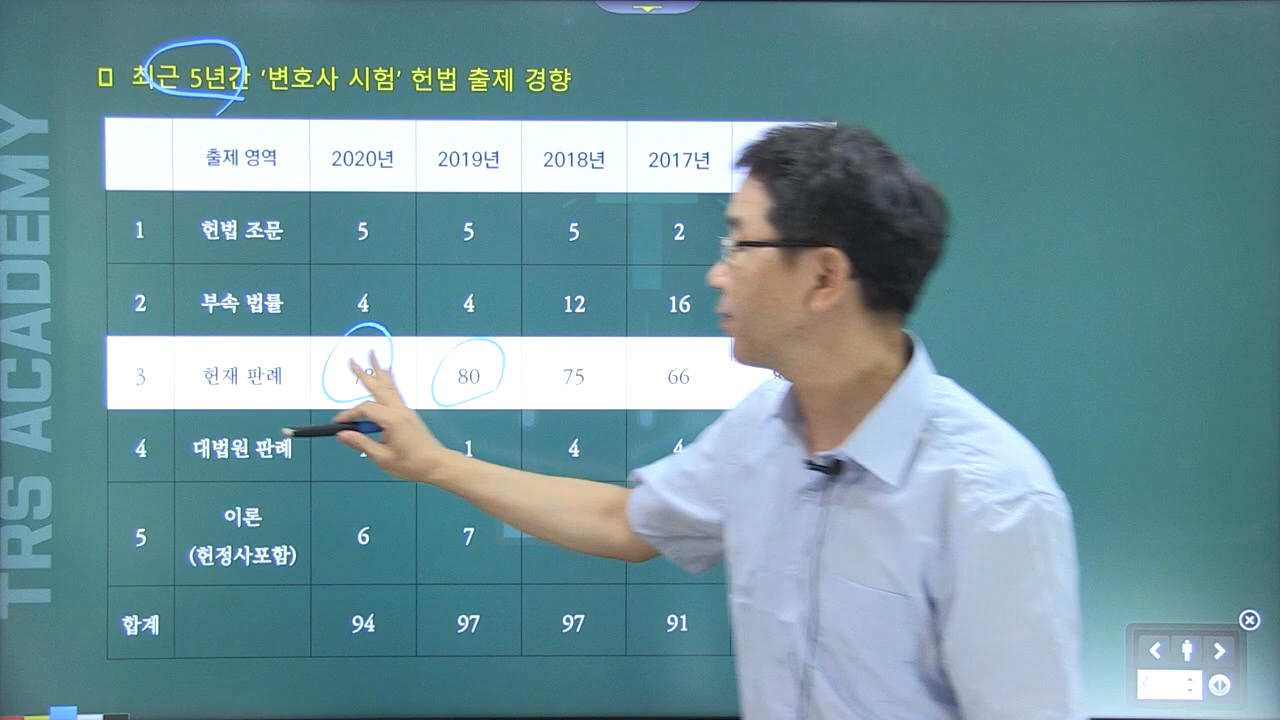 최근 5년간 '변호사 시험' 헌법 출제 경향
출제 영역 2020년 2019년 2018년 2017년
1 헌법 조문 5 5 5 2
2 부속 법률 4 4 12 16
3 헌재 판례 80 75 66
4 대법원 판례 1 4 4
5 이론 (헌정사포함) 6 7
합계 94 97 97 91
TRS ACADEMY
2